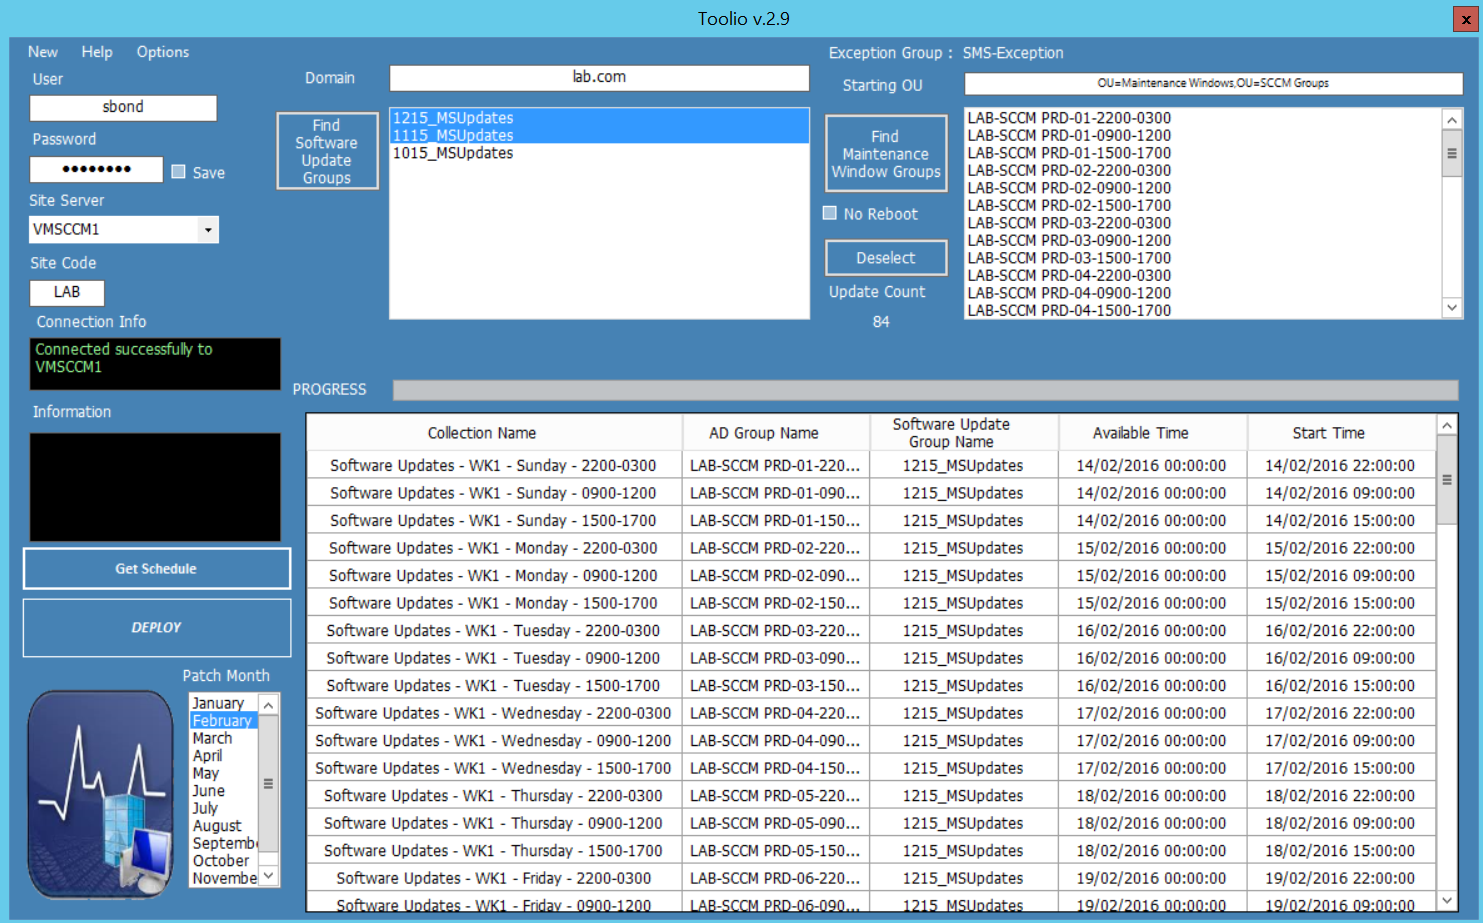 Toolio v.2.9
x
New Help Options
User
sbond
Password
●●●●●●●●
Save
Site Server
VMSCCM1
Site Code
LAB
Connection Info
Connected successfully to
VMSCCM1
Information
Get Schedule
DEPLOY
Patch Month
January
February
March
April
May
June
July
August
Septembe
October
Novembe
Domain
lab.com
Find
Software
Update
Groups
1215_MSUpdates
1115_MSUpdates
1015_MSUpdates
Exception Group : SMS-Exception
Starting OU
OU=Maintenance Windows,OU=SCCM Groups
Find
Maintenance
Window Groups
No Reboot
Deselect
Update Count
84
LAB-SCCM PRD-01-2200-0300
LAB-SCCM PRD-01-0900-1200
LAB-SCCM PRD-01-1500-1700
LAB-SCCM PRD-02-2200-0300
LAB-SCCM PRD-02-0900-1200
LAB-SCCM PRD-02-1500-1700
LAB-SCCM PRD-03-2200-0300
LAB-SCCM PRD-03-0900-1200
LAB-SCCM PRD-03-1500-1700
LAB-SCCM PRD-04-2200-0300
LAB-SCCM PRD-04-0900-1200
LAB-SCCM PRD-04-1500-1700
PROGRESS
Collection Name AD Group Name Software Update Group Name Available Time Start Time
Software Updates - WK1 - Sunday - 2200-0300 LAB-SCCM PRD-01-220... 1215_MSUpdates 14/02/2016 00:00:00 14/02/2016 22:00:00
Software Updates - WK1 - Sunday - 0900-1200 LAB-SCCM PRD-01-090... 1215_MSUpdates 14/02/2016 00:00:00 14/02/2016 09:00:00
Software Updates - WK1 - Sunday - 1500-1700 LAB-SCCM PRD-01-150... 1215_MSUpdates 14/02/2016 00:00:00 14/02/2016 15:00:00
Software Updates - WK1 - Monday - 2200-0300 LAB-SCCM PRD-02-220... 1215_MSUpdates 15/02/2016 00:00:00 15/02/2016 22:00:00
Software Updates - WK1 - Monday - 0900-1200 LAB-SCCM PRD-02-090... 1215_MSUpdates 15/02/2016 00:00:00 15/02/2016 09:00:00
Software Updates - WK1 - Monday - 1500-1700 LAB-SCCM PRD-02-150... 1215_MSUpdates 15/02/2016 00:00:00 15/02/2016 15:00:00
Software Updates - WK1 - Tuesday - 2200-0300 LAB-SCCM PRD-03-220... 1215_MSUpdates 16/02/2016 00:00:00 16/02/2016 22:00:00
Software Updates - WK1 - Tuesday - 0900-1200 LAB-SCCM PRD-03-090... 1215_MSUpdates 16/02/2016 00:00:00 16/02/2016 09:00:00
Software Updates - WK1 - Tuesday - 1500-1700 LAB-SCCM PRD-03-150... 1215_MSUpdates 16/02/2016 00:00:00 16/02/2016 15:00:00
Software Updates - WK1 - Wednesday - 2200-0300 LAB-SCCM PRD-04-220... 1215_MSUpdates 17/02/2016 00:00:00 17/02/2016 22:00:00
Software Updates - WK1 - Wednesday - 0900-1200 LAB-SCCM PRD-04-090... 1215_MSUpdates 17/02/2016 00:00:00 17/02/2016 09:00:00
Software Updates - WK1 - Wednesday - 1500-1700 LAB-SCCM PRD-04-150... 1215_MSUpdates 17/02/2016 00:00:00 17/02/2016 15:00:00
Software Updates - WK1 - Thursday - 2200-0300 LAB-SCCM PRD-05-220... 1215_MSUpdates 18/02/2016 00:00:00 18/02/2016 22:00:00
Software Updates - WK1 - Thursday - 0900-1200 LAB-SCCM PRD-05-090... 1215_MSUpdates 18/02/2016 00:00:00 18/02/2016 09:00:00
Software Updates - WK1 - Thursday - 1500-1700 LAB-SCCM PRD-05-150... 1215_MSUpdates 18/02/2016 00:00:00 18/02/2016 15:00:00
Software Updates - WK1 - Friday - 2200-0300 LAB-SCCM PRD-06-220... 1215_MSUpdates 19/02/2016 00:00:00 19/02/2016 22:00:00
Software Updates - WK1 - Friday - 0900-1200 LAB-SCCM PRD-06-090... 1215_MSUpdates 19/02/2016 00:00:00 19/02/2016 09:00:00